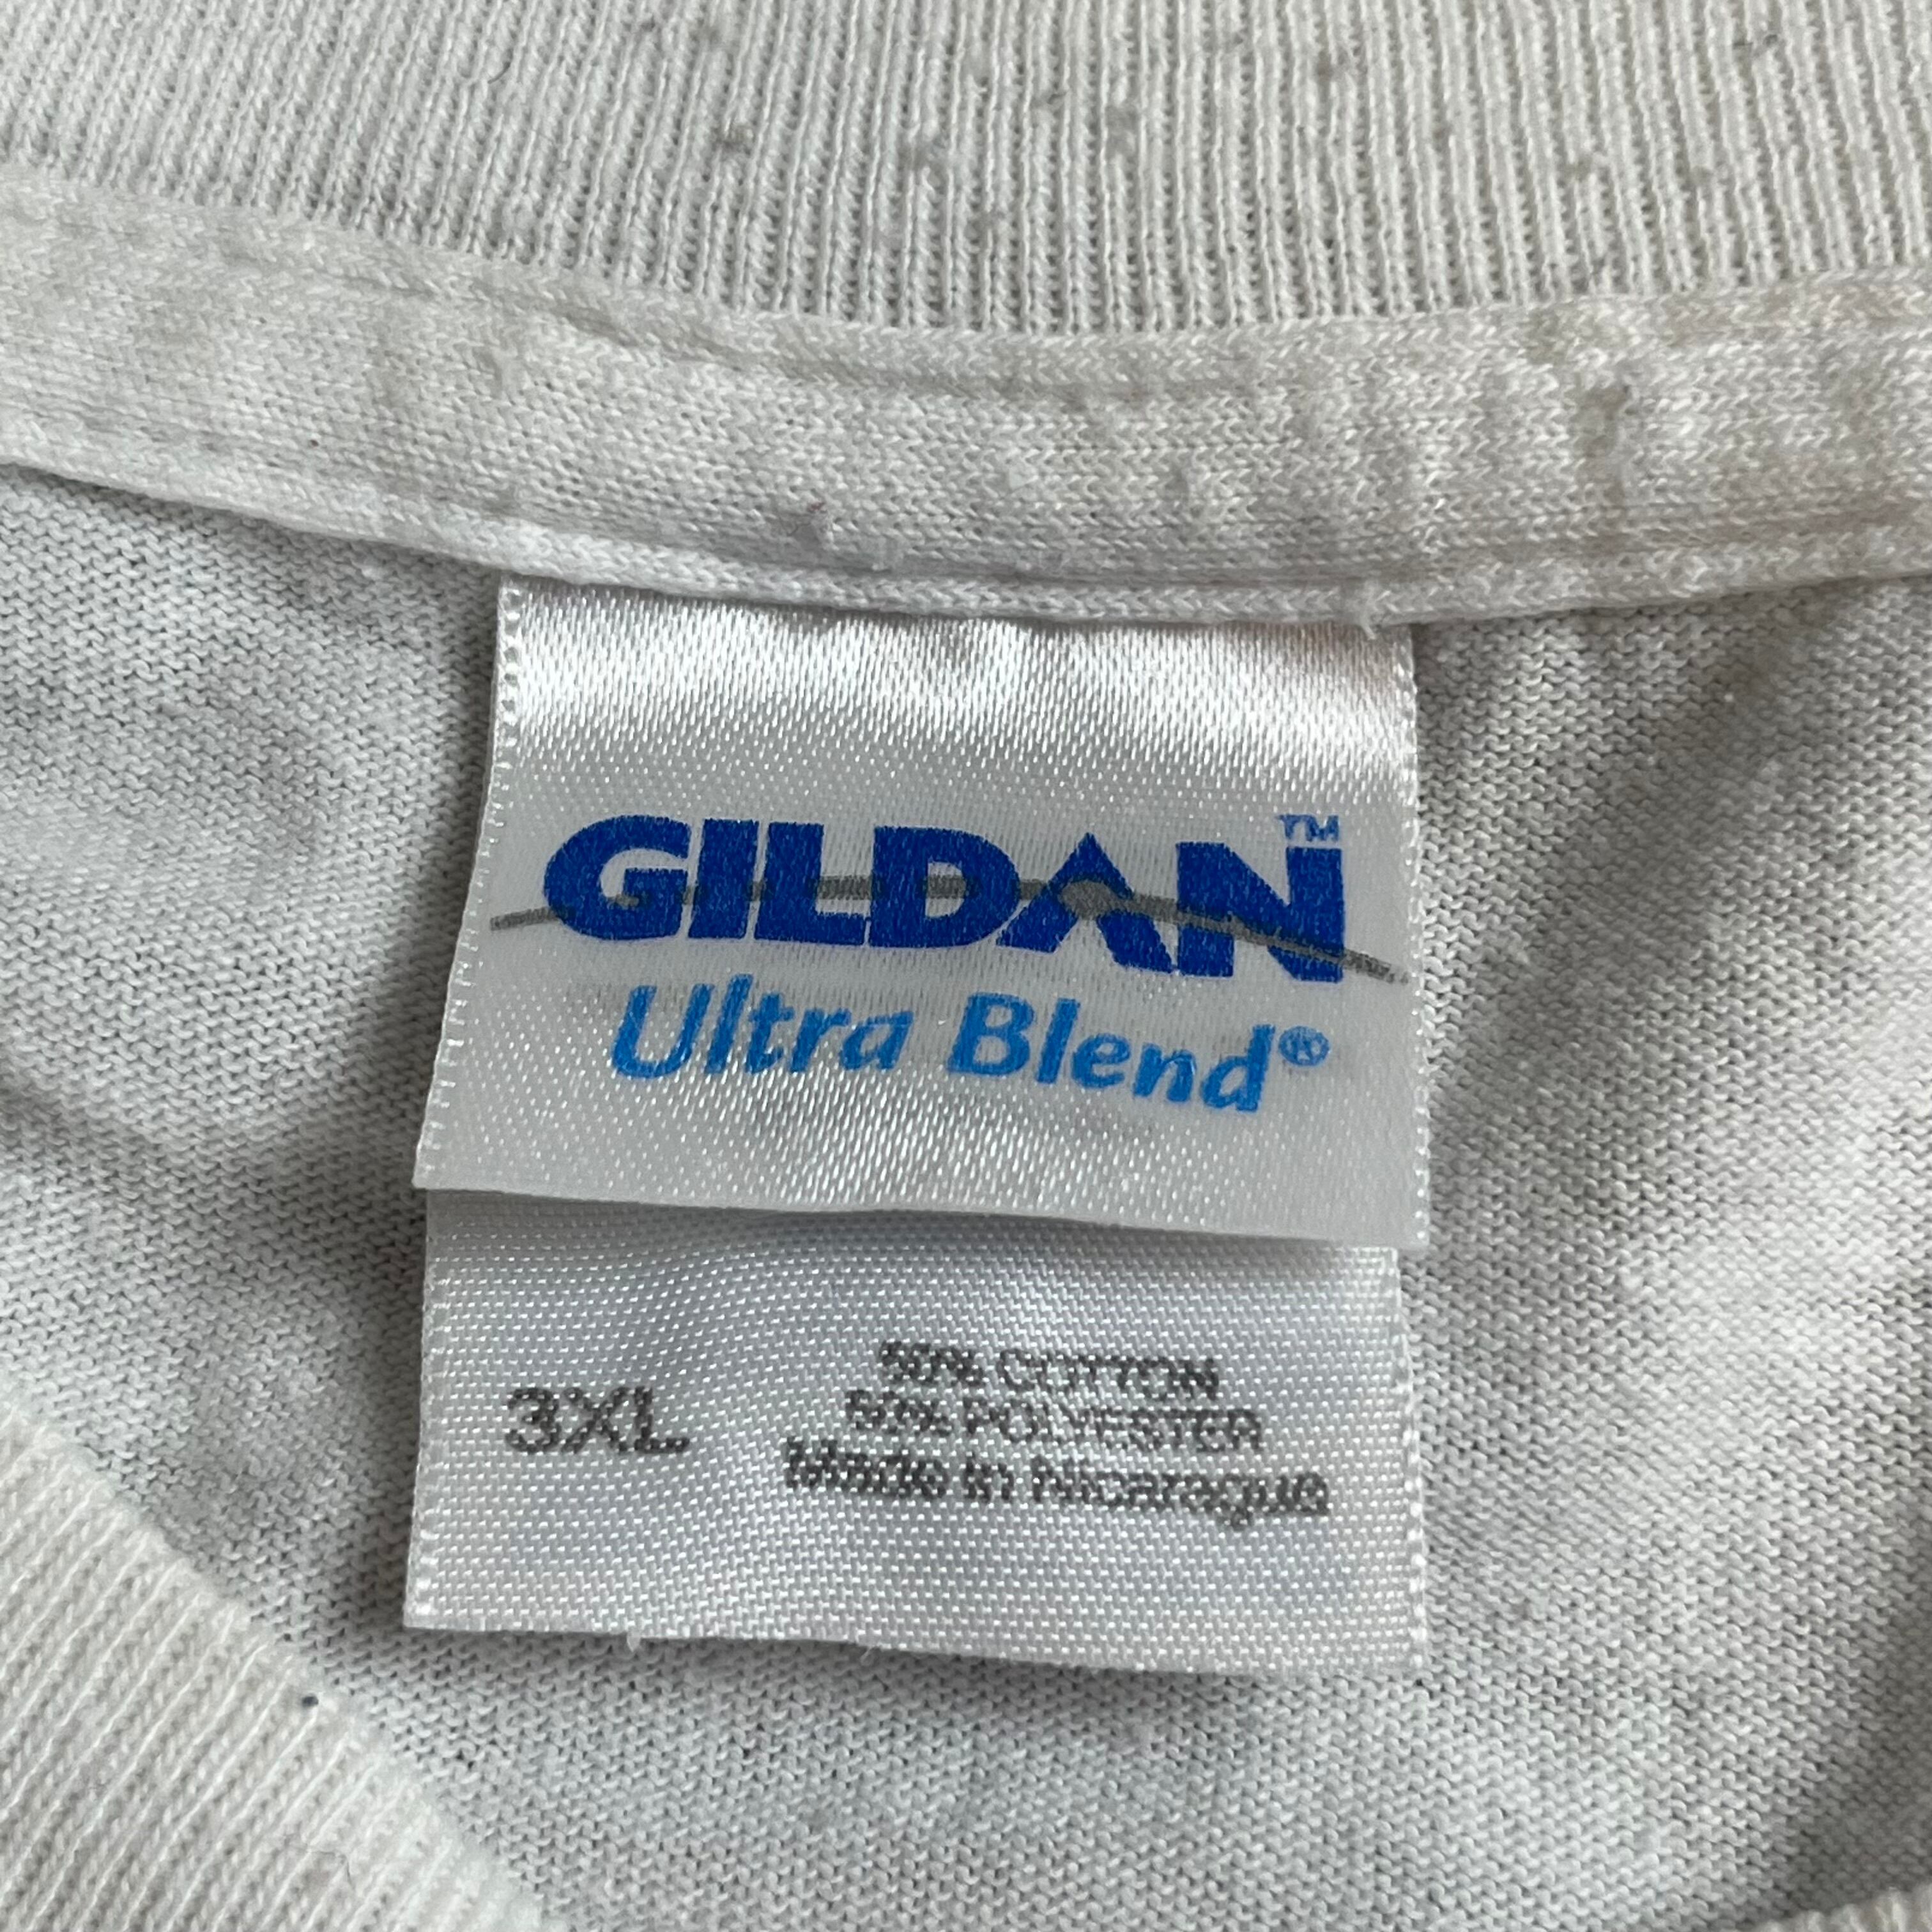 GILDAN™
Ultra Blend®
3XL
50% COTTON
50% POLYESTER
Made in Nicaragua